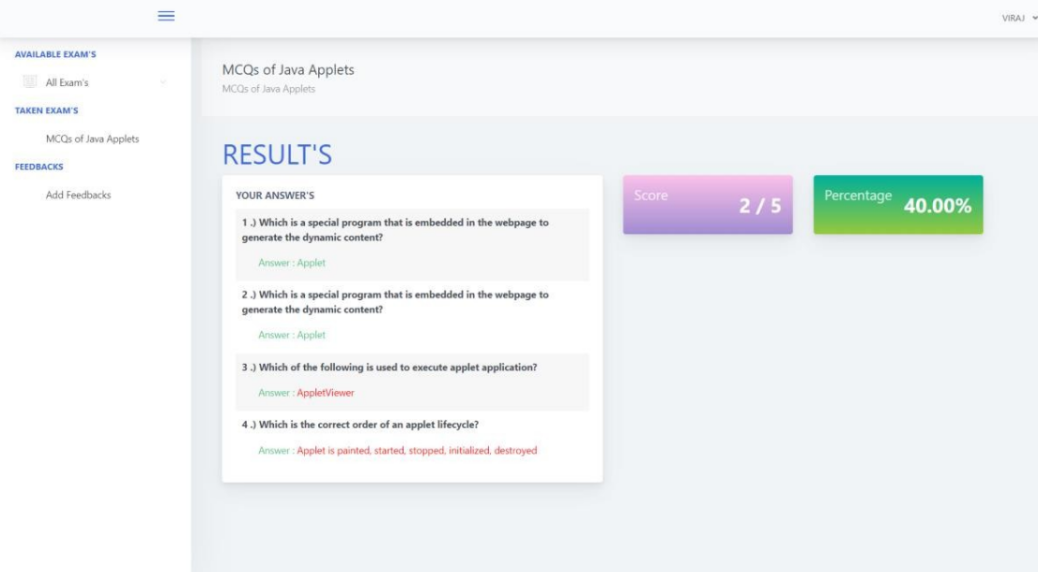 VIRAJ
AVAILABLE EXAM'S
All Exam's
TAKEN EXAM'S
MCQs of Java Applets
FEEDBACKS
Add Feedbacks
MCQs of Java Applets
MCQs of Java Applets
RESULT'S
YOUR ANSWER'S
1 .) Which is a special program that is embedded in the webpage to
generate the dynamic content?
Answer : Applet
2 .) Which is a special program that is embedded in the webpage to
generate the dynamic content?
Answer : Applet
3 .) Which of the following is used to execute applet application?
Answer : AppletViewer
4 .) Which is the correct order of an applet lifecycle?
Answer : Applet is painted, started, stopped, initialized, destroyed
Score
2 / 5
Percentage
40.00%